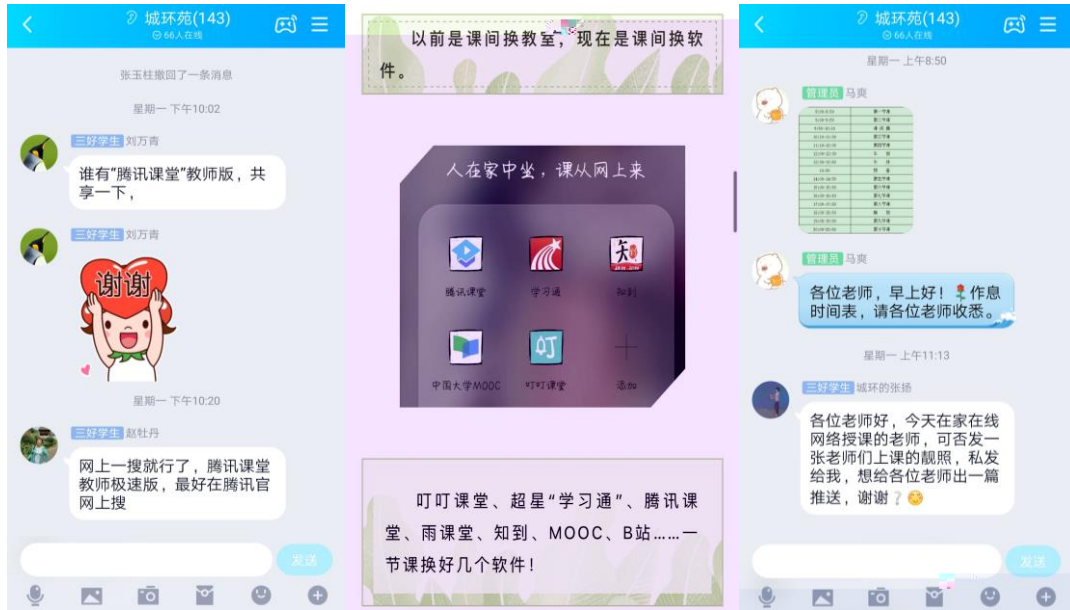 城环苑(143)
66人在线
张玉柱撤回了一条消息
星期一 下午10:02
三好学生 刘万青
谁有“腾讯课堂”教师版，共
享一下，
三好学生 刘万青
谢谢
星期一 下午10:20
三好学生 赵牡丹
网上一搜就行了，腾讯课堂
教师极速版，最好在腾讯官
网上搜
发送
以前是课间换教室，现在是课间换软
件。
人在家中坐，课从网上来
腾讯课堂
学习通
知到
中国大学MOOC
叮叮课堂
添加
叮叮课堂、超星“学习通”、腾讯课
堂、雨课堂、知到、MOOC、B站……一
节课换好几个软件！
城环苑(143)
66人在线
星期一 上午8:50
管理员 马爽
管理员 马爽
各位老师，早上好！🌹作息
时间表，请各位老师收悉。
星期一 上午11:13
三好学生 城环的张扬
各位老师好，今天在家在线
网络授课的老师，可否发一
张老师们上课的靓照，私发
给我，想给各位老师出一篇
推送，谢谢？😊
发送